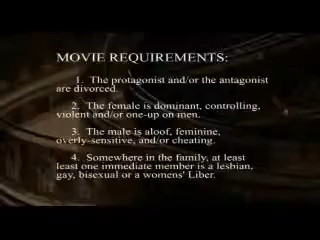 MOVIE REQUIREMENTS:
1. The protagonist and/or the antagonist
are divorced.
2. The female is dominant, controlling,
violent and/or one-up on men.
3. The male is aloof, feminine,
overly-sensitive, and/or cheating.
4. Somewhere in the family, at least
least one immediate member is a lesbian,
gay, bisexual or a womens' Liber.